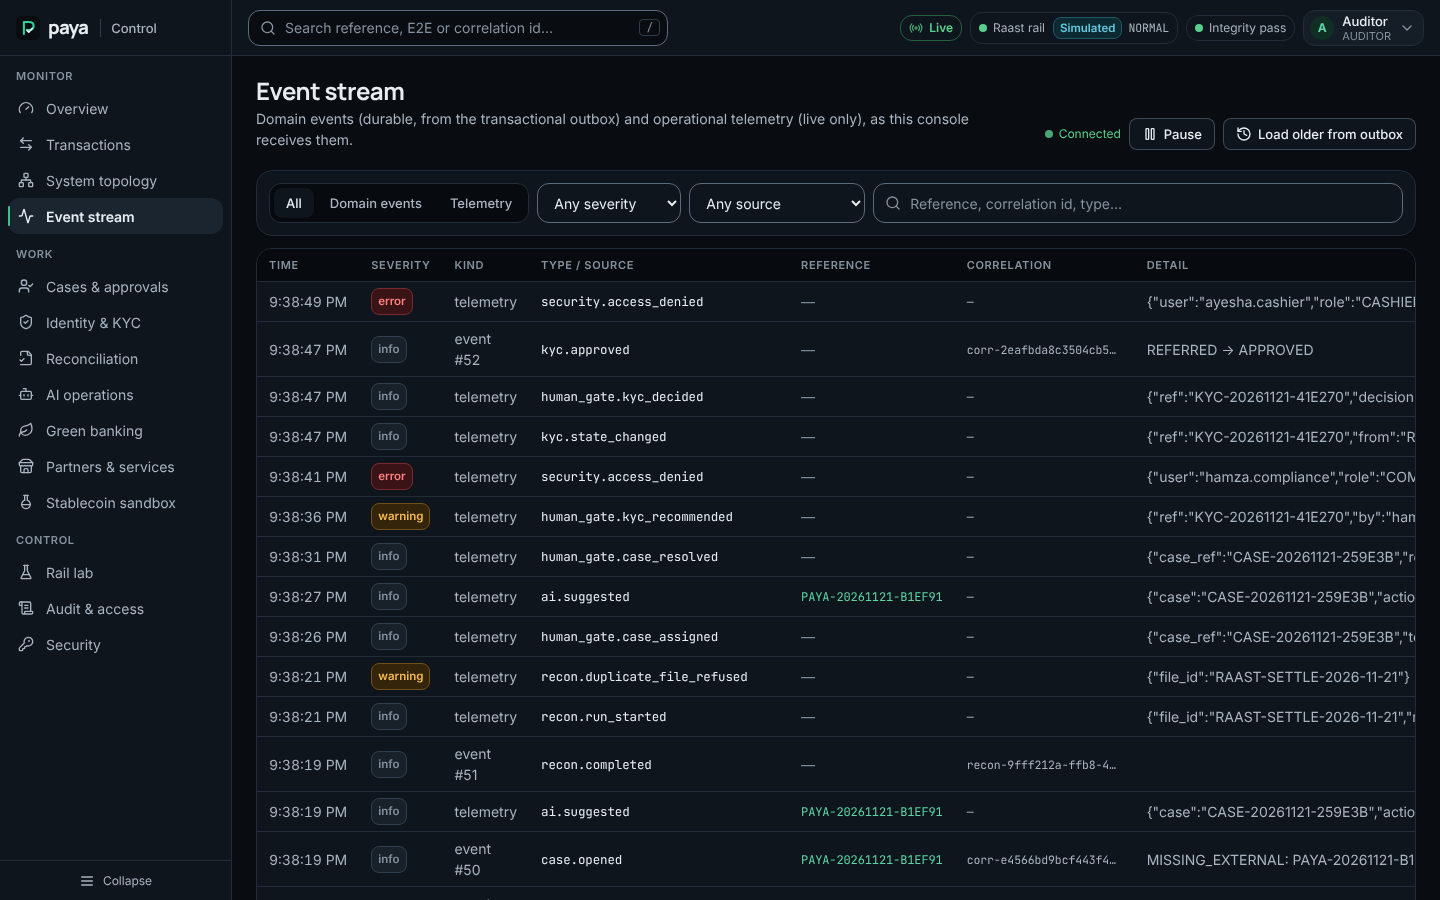 paya
Control
Search reference, E2E or correlation id...
/
Live
Raast rail
Simulated
NORMAL
Integrity pass
A
Auditor
AUDITOR
MONITOR
Overview
Transactions
System topology
Event stream
WORK
Cases & approvals
Identity & KYC
Reconciliation
AI operations
Green banking
Partners & services
Stablecoin sandbox
CONTROL
Rail lab
Audit & access
Security
Collapse
Event stream
Domain events (durable, from the transactional outbox) and operational telemetry (live only), as this console
receives them.
Connected
Pause
Load older from outbox
All
Domain events
Telemetry
Any severity
Any source
Reference, correlation id, type...
TIME SEVERITY KIND TYPE / SOURCE REFERENCE CORRELATION DETAIL
9:38:49 PM error telemetry security.access_denied — – {"user":"ayesha.cashier","role":"CASHIE
9:38:47 PM info event #52 kyc.approved — corr-2eafbda8c3504cb5… REFERRED → APPROVED
9:38:47 PM info telemetry human_gate.kyc_decided — – {"ref":"KYC-20261121-41E270","decision
9:38:47 PM info telemetry kyc.state_changed — – {"ref":"KYC-20261121-41E270","from":"R
9:38:41 PM error telemetry security.access_denied — – {"user":"hamza.compliance","role":"COM
9:38:36 PM warning telemetry human_gate.kyc_recommended — – {"ref":"KYC-20261121-41E270","by":"ham
9:38:31 PM info telemetry human_gate.case_resolved — – {"case_ref":"CASE-20261121-259E3B","r
9:38:27 PM info telemetry ai.suggested PAYA-20261121-B1EF91 – {"case":"CASE-20261121-259E3B","actio
9:38:26 PM info telemetry human_gate.case_assigned — – {"case_ref":"CASE-20261121-259E3B","t
9:38:21 PM warning telemetry recon.duplicate_file_refused — – {"file_id":"RAAST-SETTLE-2026-11-21"}
9:38:21 PM info telemetry recon.run_started — – {"file_id":"RAAST-SETTLE-2026-11-21","r
9:38:19 PM info event #51 recon.completed — recon-9fff212a-ffb8-4…
9:38:19 PM info telemetry ai.suggested PAYA-20261121-B1EF91 – {"case":"CASE-20261121-259E3B","actio
9:38:19 PM info event #50 case.opened PAYA-20261121-B1EF91 corr-e4566bd9bcf443f4… MISSING_EXTERNAL: PAYA-20261121-B1